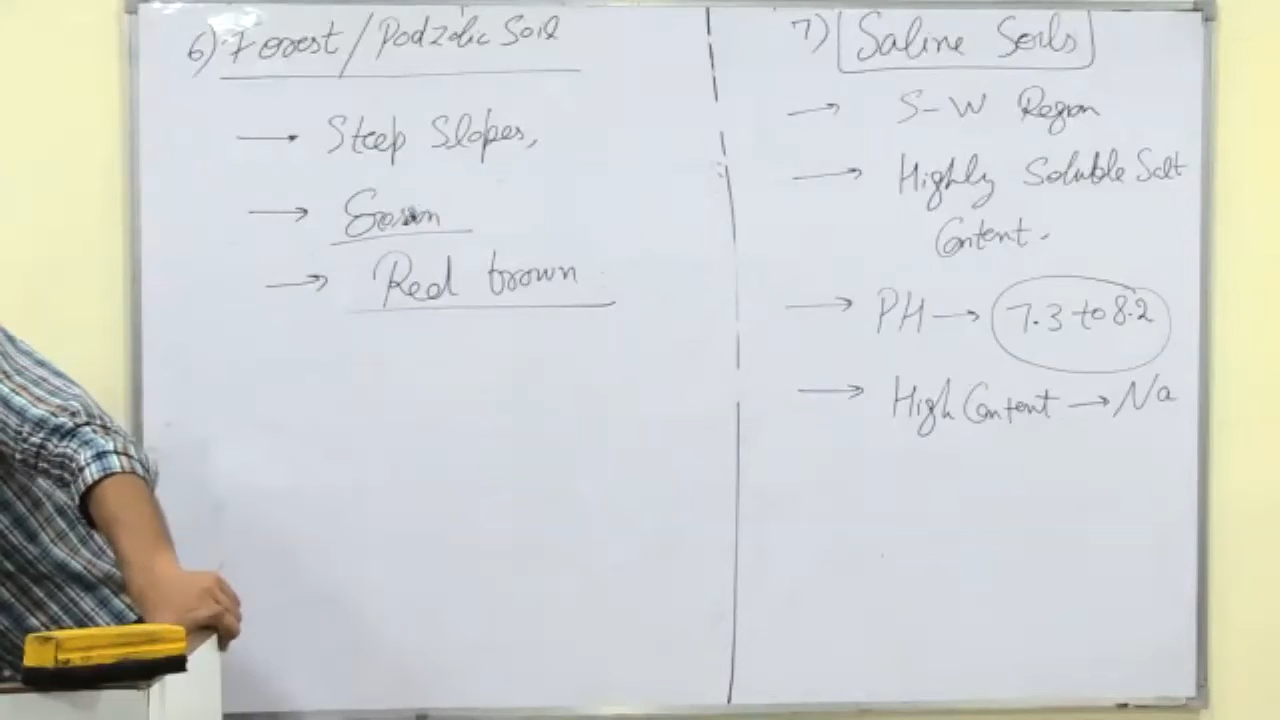 6) Forest/Podzolic Soil
→ Steep Slopes,
→
→ Red brown
7) Saline Soils
→ S-W Region
→ Highly Soluble Salt
Content.
→ PH → 7.3 to 8.2
→ High Content → Na